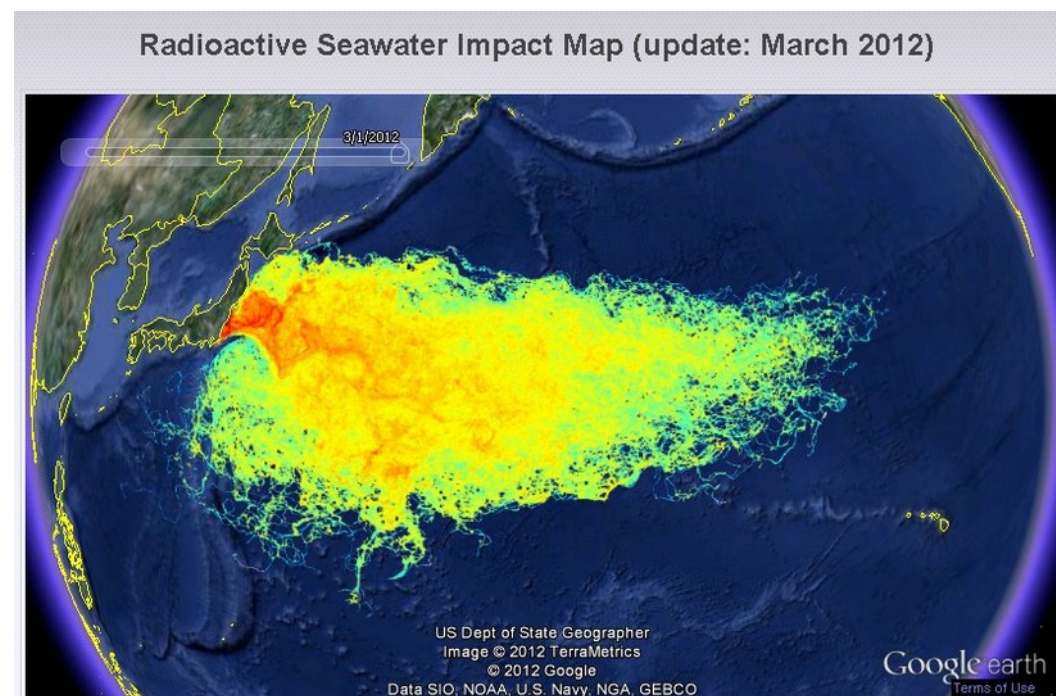 Radioactive Seawater Impact Map (update: March 2012)
3/1/2012
US Dept of State Geographer
Image © 2012 TerraMetrics
© 2012 Google
Data SIO, NOAA, U.S. Navy, NGA, GEBCO
Google earth
Terms of Use